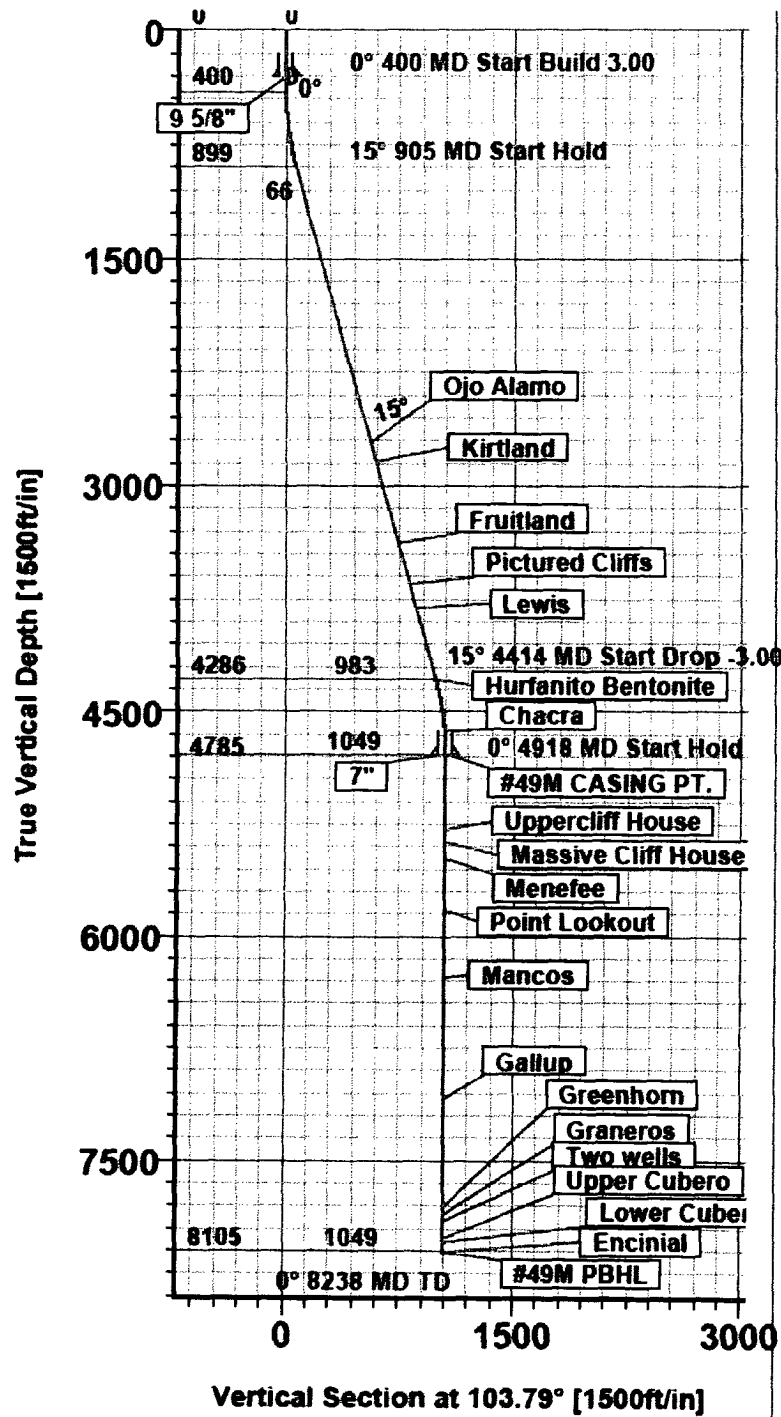 U U
0
0° 400 MD Start Build 3.00
400
0°
9 5/8"
899
15° 905 MD Start Hold
66
1500
Ojo Alamo
15°
Kirtland
3000
Fruitland
Pictured Cliffs
Lewis
15° 4414 MD Start Drop -3.00
4286 983
Hurfanito Bentonite
4500
Chacra
4785 1049
0° 4918 MD Start Hold
7"
#49M CASING PT.
Uppercliff House
Massive Cliff House
Menefee
Point Lookout
6000
Mancos
Gallup
Greenhorn
Graneros
7500
Two wells
Upper Cubero
Lower Cuber
8105 1049
Encinial
0° 8238 MD TD
#49M PBHL
0 1500 3000
True Vertical Depth [1500ft/in]
Vertical Section at 103.79° [1500ft/in]